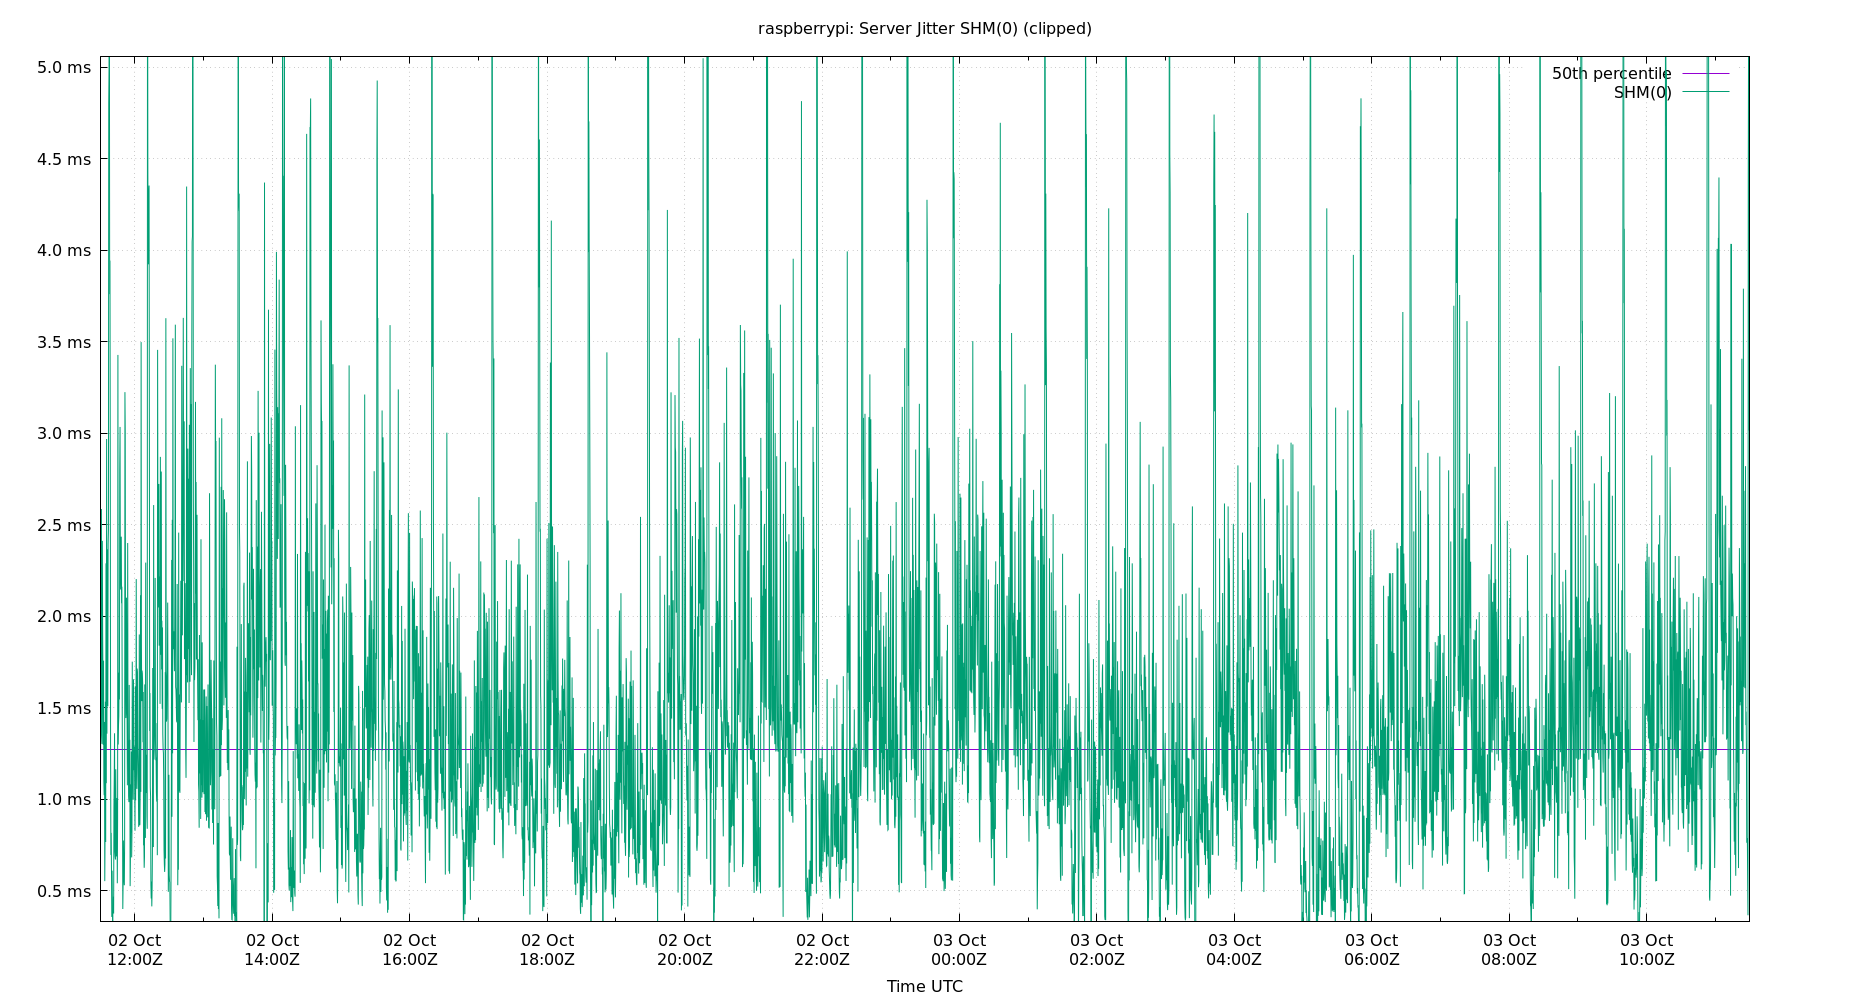 raspberrypi: Server Jitter SHM(0) (clipped)
5.0 ms
4.5 ms
4.0 ms
3.5 ms
3.0 ms
2.5 ms
2.0 ms
1.5 ms
1.0 ms
0.5 ms
50th percentile
SHM(0)
02 Oct 02 Oct 02 Oct 02 Oct 02 Oct 02 Oct 03 Oct 03 Oct 03 Oct 03 Oct 03 Oct 03 Oct
12:00Z 14:00Z 16:00Z 18:00Z 20:00Z 22:00Z 00:00Z 02:00Z 04:00Z 06:00Z 08:00Z 10:00Z
Time UTC